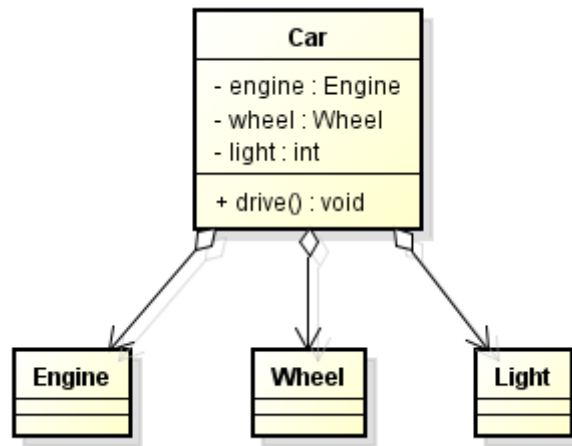 Car
- engine : Engine
- wheel : Wheel
- light : int
+ drive() : void
Engine
Wheel
Light